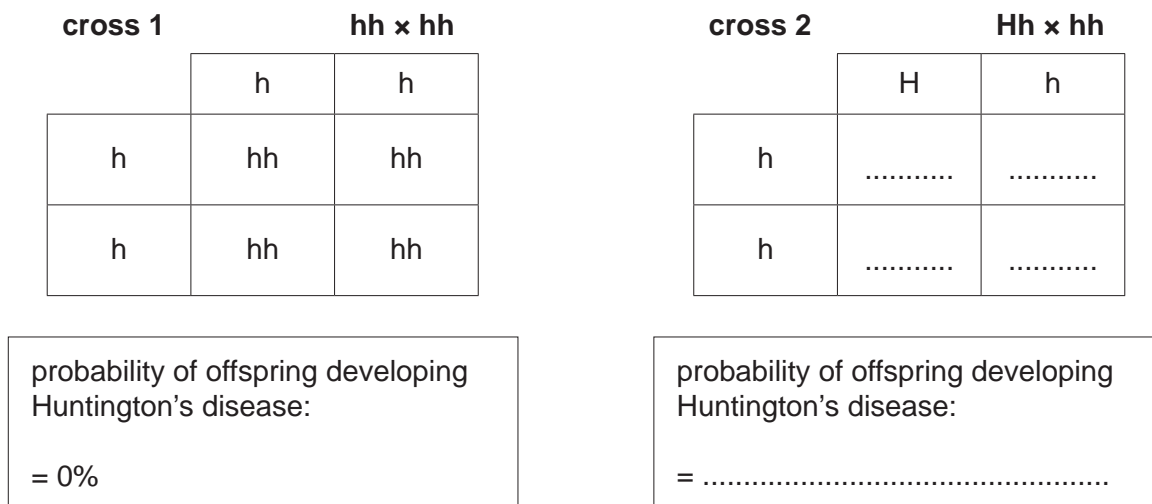 cross 1 hh × hh
h h
h hh hh
h hh hh
probability of offspring developing
Huntington's disease:
= 0%
cross 2 Hh × hh
H h
h ........... ...........
h ........... ...........
probability of offspring developing
Huntington's disease:
= ..................................................